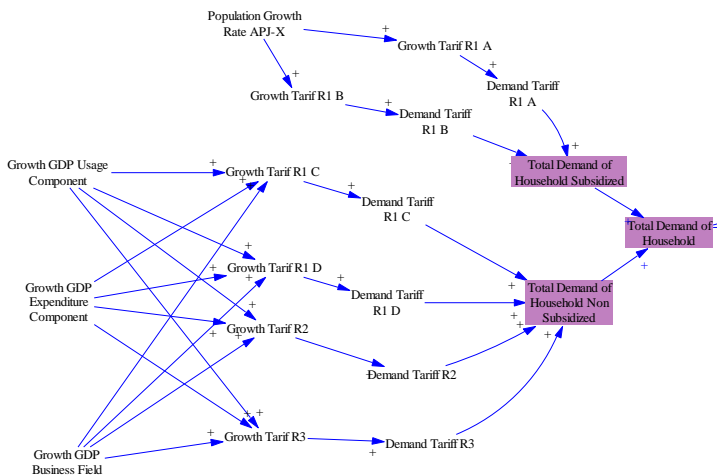 Population Growth
Rate APJ-X
Growth Tarif R1 A
Demand Tariff
R1 A
Growth Tarif R1 B
Demand Tariff
R1 B
Total Demand of
Household Subsidized
Growth GDP Usage
Component
Growth Tarif R1 C
Demand Tariff
R1 C
Total Demand of
Household
Growth Tarif R1 D
Growth GDP
Expenditure
Component
Demand Tariff
R1 D
Total Demand of
Household Non
Subsidized
Growth Tarif R2
Demand Tariff R2
Growth Tarif R3
Demand Tariff R3
Growth GDP
Business Field